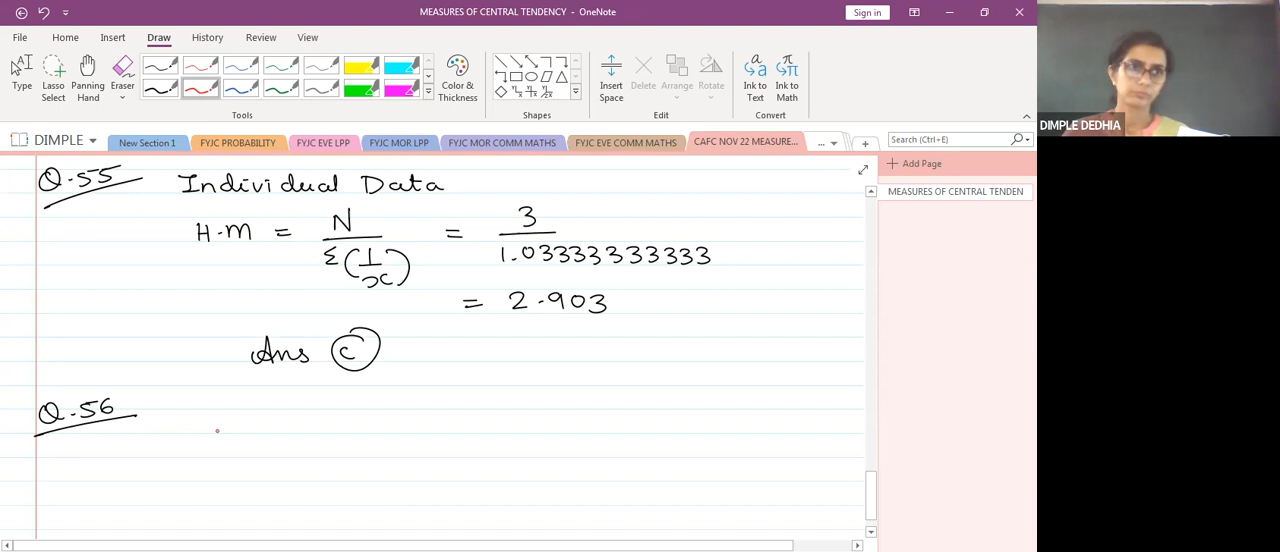 MEASURES OF CENTRAL TENDENCY - OneNote
Sign in
File Home Insert Draw History Review View
Type
Lasso Select
Panning Hand
Eraser
Color & Thickness
Insert Space
Delete
Arrange
Rotate
Ink to Text
Ink to Math
Tools
Shapes
Edit
Convert
DIMPLE DEDHIA
DIMPLE
New Section 1
FYJC PROBABILITY
FYJC EVE LPP
FYJC MOR LPP
FYJC MOR COMM MATHS
FYJC EVE COMM MATHS
CAFC NOV 22 MEASURE...
Search (Ctrl+E)
Add Page
MEASURES OF CENTRAL TENDEN
Q.55 Individual Data
H.M = N / Σ(1/x) = 3 / 1.03333333333
= 2.903
Ans C
Q.56